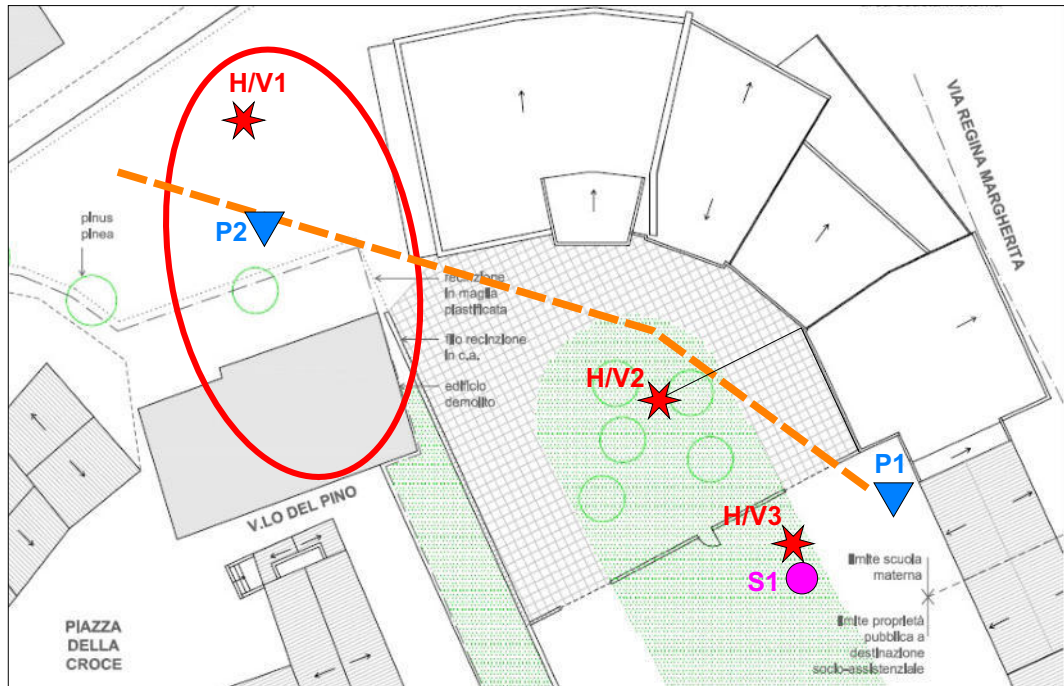 H/V1
VIA REGINA MARGHERITA
pinus
pinea
P2
recinzione
in maglia
plastificata
filo recinzione
in c.a.
edificio
demolito
H/V2
P1
V.LO DEL PINO
H/V3
S1
limite scuola
materna
limite proprietà
pubblica a
destinazione
socio-assistenziale
PIAZZA
DELLA
CROCE